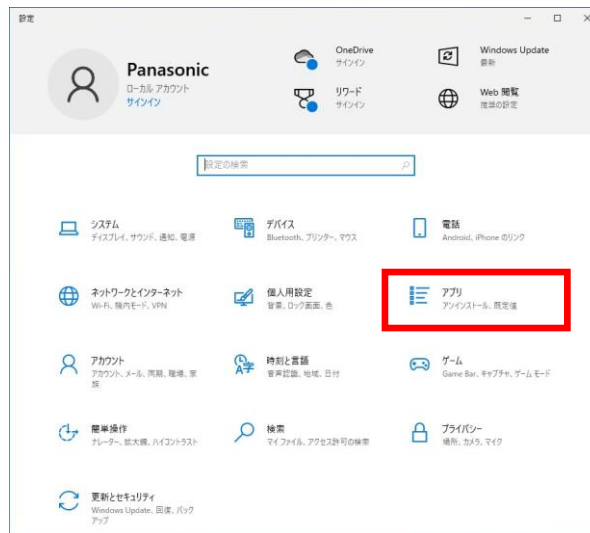 設定
Panasonic
ローカル アカウント
サインイン
OneDrive
サインイン
Windows Update
最新
リワード
サインイン
Web 閲覧
推奨の設定
設定の検索
システム
ディスプレイ、サウンド、通知、電源
デバイス
Bluetooth、プリンター、マウス
電話
Android、iPhone のリンク
ネットワークとインターネット
Wi-Fi、機内モード、VPN
個人用設定
背景、ロック画面、色
アプリ
アンインストール、既定値
アカウント
アカウント、メール、同期、職場、家
族
時刻と言語
音声認識、地域、日付
ゲーム
Game Bar、キャプチャ、ゲーム モード
簡単操作
ナレーター、拡大鏡、ハイコントラスト
検索
マイ ファイル、アクセス許可の検索
プライバシー
場所、カメラ、マイク
更新とセキュリティ
Windows Update、回復、バック
アップ